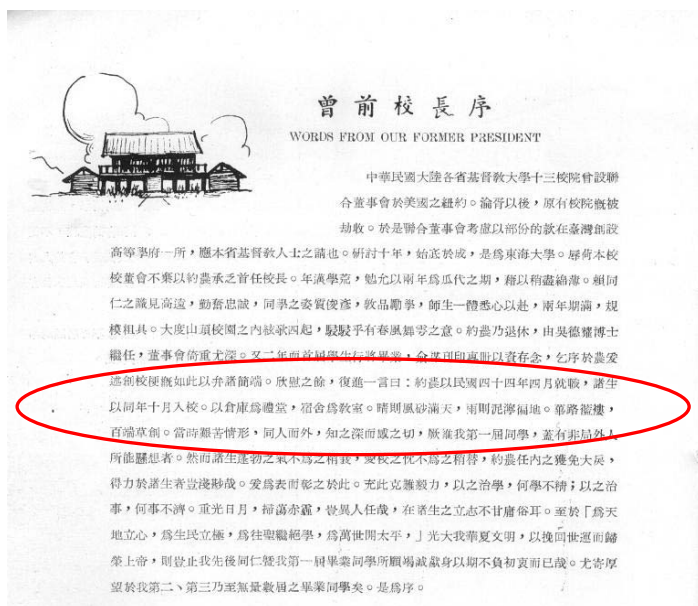 曾前校長序
WORDS FROM OUR FORMER PRESIDENT
中華民國大陸各省基督教大學十三校院曾設聯
合董事會於美國之紐約。淪胥以後，原有校院慨被
劫收。於是聯合董事會考慮以部份的款在臺灣創設
高等學府一所，應本省基督教人士之請也。研討十年，始底於成，是爲東海大學。辱荷本校
校董會不棄以約農承乏首任校長。年湮學荒，勉允以兩年爲瓜代之期，藉以稍盡綿薄。賴同
仁之識見高遠，勤奮忠誠，同學之姿質俊彥，敦品勵學，師生一體悉心以赴，兩年期滿，規
模粗具。大度山頂校園之內絃歌四起，駸駸乎有春風舞雩之意。約農乃退休，由吳德耀博士
繼任，董事會倚重尤深。又二年而首屆學生行將畢業，刊印專冊以資存念，乞序於農爰
述創校梗概如此以弁諸簡端。欣慰之餘，復進一言曰：約農以民國四十四年四月就職，諸生
以同年十月入校。以倉庫爲禮堂，宿舍爲教室。晴則風砂滿天，雨則泥濘福地。篳路襤褸，
百端草創。當時艱苦情形，同人而外，知之深而感之切，厥惟我第一屆同學，蓋有非局外人
所能懸想者。然而諸生蓬勃之氣不爲之稍餒，愛校之忱不爲之稍替，約農任內之獲免大戾，
得力於諸生者豈淺尟哉。爰爲表而彰之於此。充此克難毅力，以之治學，何學不精；以之治
事，何事不濟。重光日月，掃蕩赤霾，豈異人任哉，在諸生之立志不甘庸俗耳。至於「爲天
地立心，爲生民立極，爲往聖繼絕學，爲萬世開太平，」光大我華夏文明，以挽回世運而歸
榮上帝，則豈止我先後同仁暨我第一屆畢業同學所願竭誠獻身以期不負初衷而已哉。尤寄厚
望於我第二、第三乃至無量數屆之畢業同學矣。是爲序。